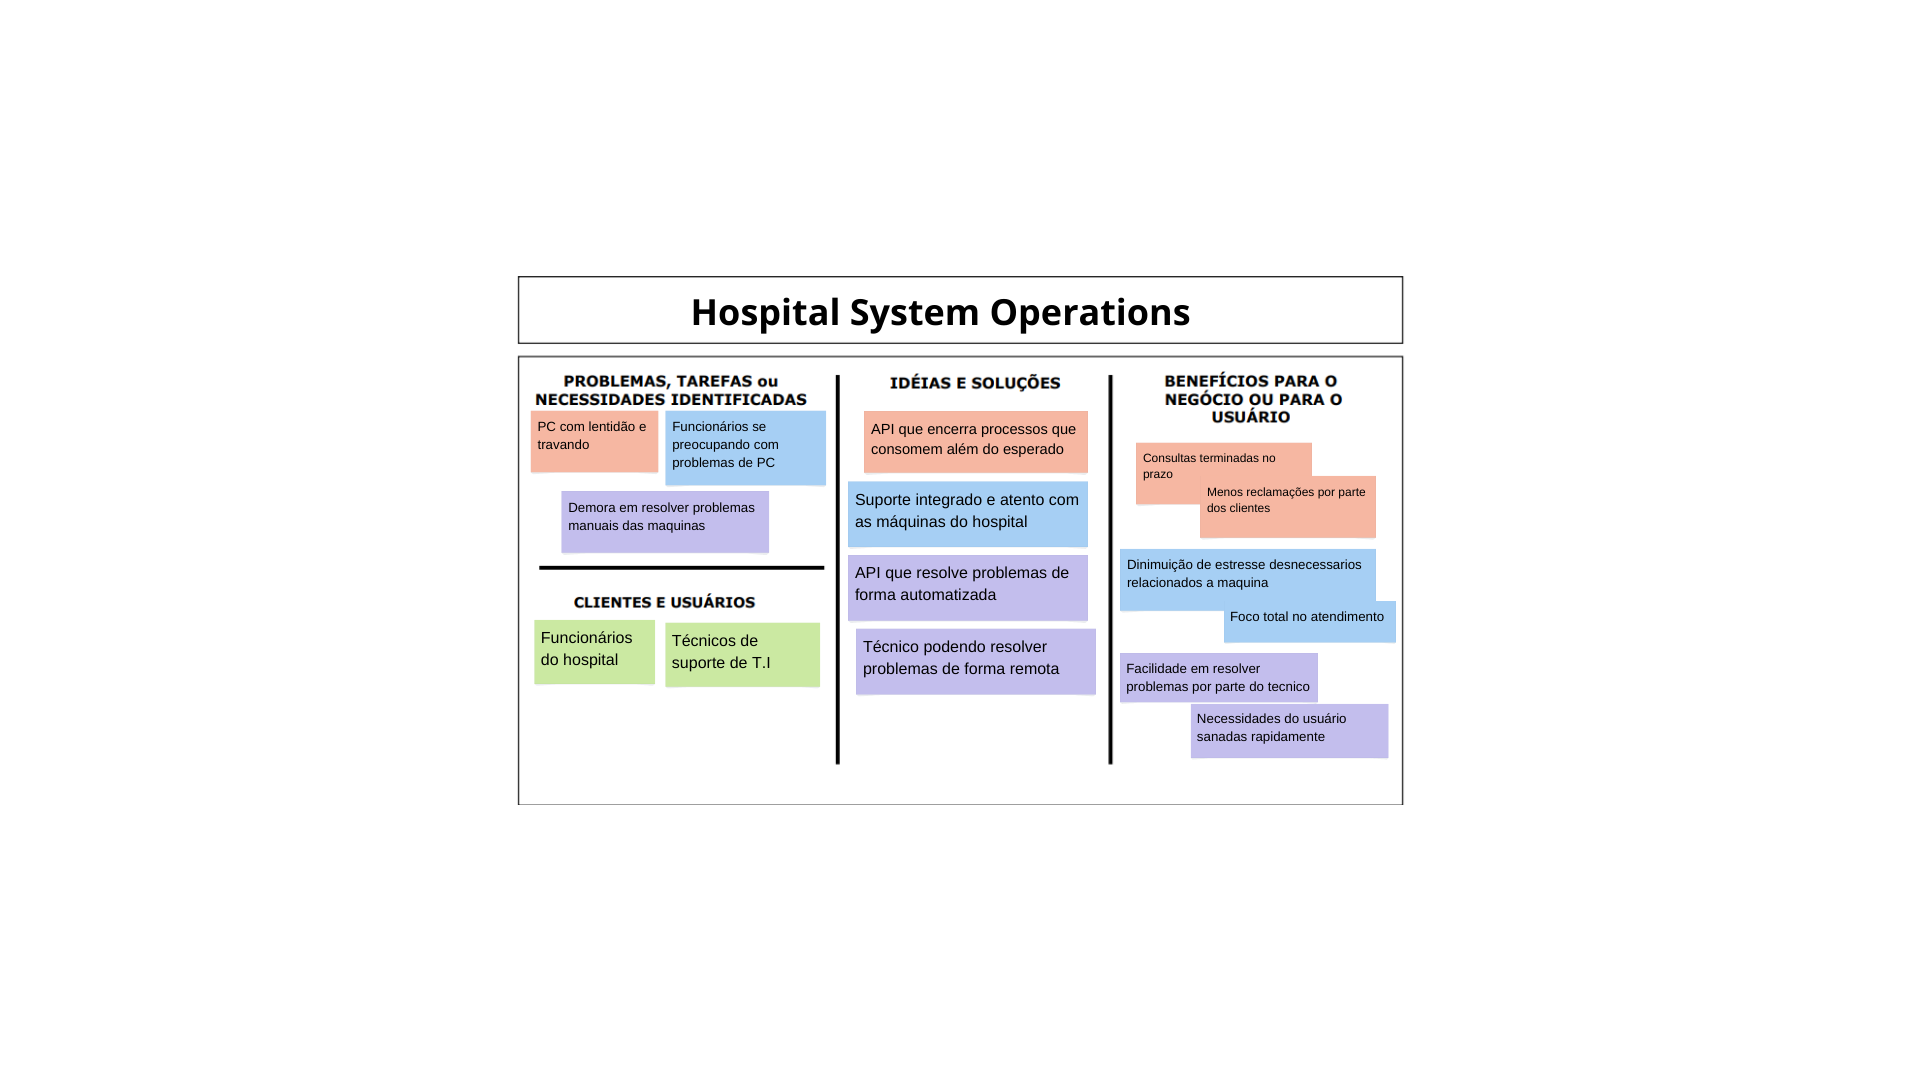 Hospital System Operations
PROBLEMAS, TAREFAS ou
NECESSIDADES IDENTIFICADAS
PC com lentidão e
travando
Funcionários se
preocupando com
problemas de PC
Demora em resolver problemas
manuais das maquinas
CLIENTES E USUÁRIOS
Funcionários
do hospital
Técnicos de
suporte de T.I
IDÉIAS E SOLUÇÕES
API que encerra processos que
consomem além do esperado
Suporte integrado e atento com
as máquinas do hospital
API que resolve problemas de
forma automatizada
Técnico podendo resolver
problemas de forma remota
BENEFÍCIOS PARA O
NEGÓCIO OU PARA O
USUÁRIO
Consultas terminadas no
prazo
Menos reclamações por parte
dos clientes
Dinimuição de estresse desnecessarios
relacionados a maquina
Foco total no atendimento
Facilidade em resolver
problemas por parte do tecnico
Necessidades do usuário
sanadas rapidamente